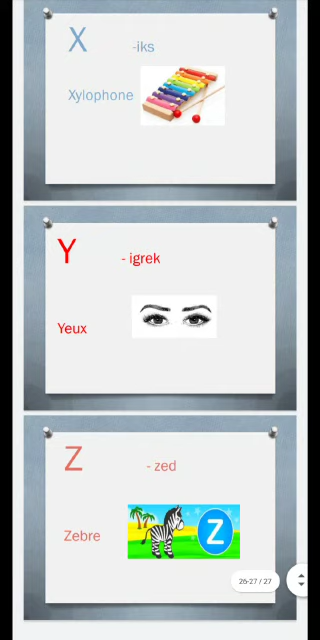 X -iks
Xylophone
Y - igrek
Yeux
Z - zed
Zebre
Z
26-27 / 27